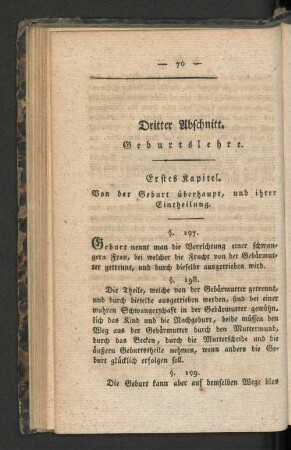 — 70 —
Dritter Abschnitt.
Geburtslehre.
Erstes Kapitel.
Von der Geburt überhaupt, und ihrer
Eintheilung.
§. 197.
Geburt nennt man die Verrichtung einer schwan-
gern Frau, bei welcher die Frucht von der Gebärmut-
ter getrennt, und durch dieselbe ausgetrieben wird.
§. 198.
Die Theile, welche von der Gebärmutter getrennt,
und durch dieselbe ausgetrieben werden, sind bei einer
wahren Schwangerschaft in der Gebärmutter gewöhn-
lich das Kind und die Nachgeburt, beide müssen den
Weg aus der Gebärmutter durch den Muttermund,
durch das Becken, durch die Mutterscheide und die
äußern Geburtstheile nehmen, wenn anders die Ge-
burt glücklich erfolgen soll.
§. 199.
Die Geburt kann aber auf demselben Wege blos